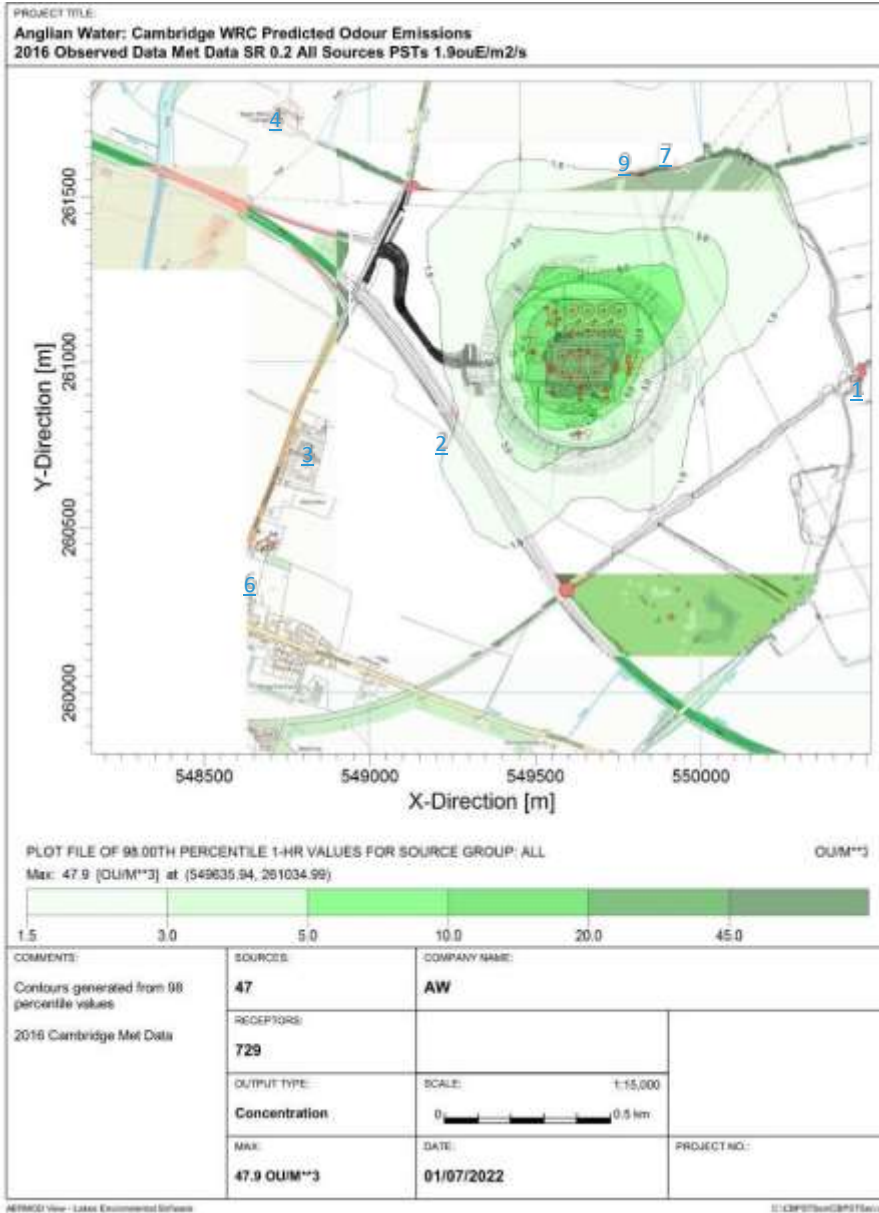 PROJECT TITLE:
Anglian Water: Cambridge WRC Predicted Odour Emissions
2016 Observed Data Met Data SR 0.2 All Sources PSTs 1.9ouE/m2/s
4
9
7
1
2
3
6
Y-Direction [m]
261500
261000
260500
260000
548500 549000 549500 550000
X-Direction [m]
PLOT FILE OF 98.00TH PERCENTILE 1-HR VALUES FOR SOURCE GROUP: ALL
OU/M**3
Max: 47.9 [OU/M**3] at (549635.94, 261034.99)
1.5 3.0 5.0 10.0 20.0 45.0
COMMENTS:
Contours generated from 98
percentile values
2016 Cambridge Met Data
SOURCES:
47
COMPANY NAME:
AW
RECEPTORS:
729
OUTPUT TYPE:
Concentration
SCALE: 1:15,000
0 0.5 km
MAX:
47.9 OU/M**3
DATE:
01/07/2022
PROJECT NO.:
AERMOD View - Lakes Environmental Software